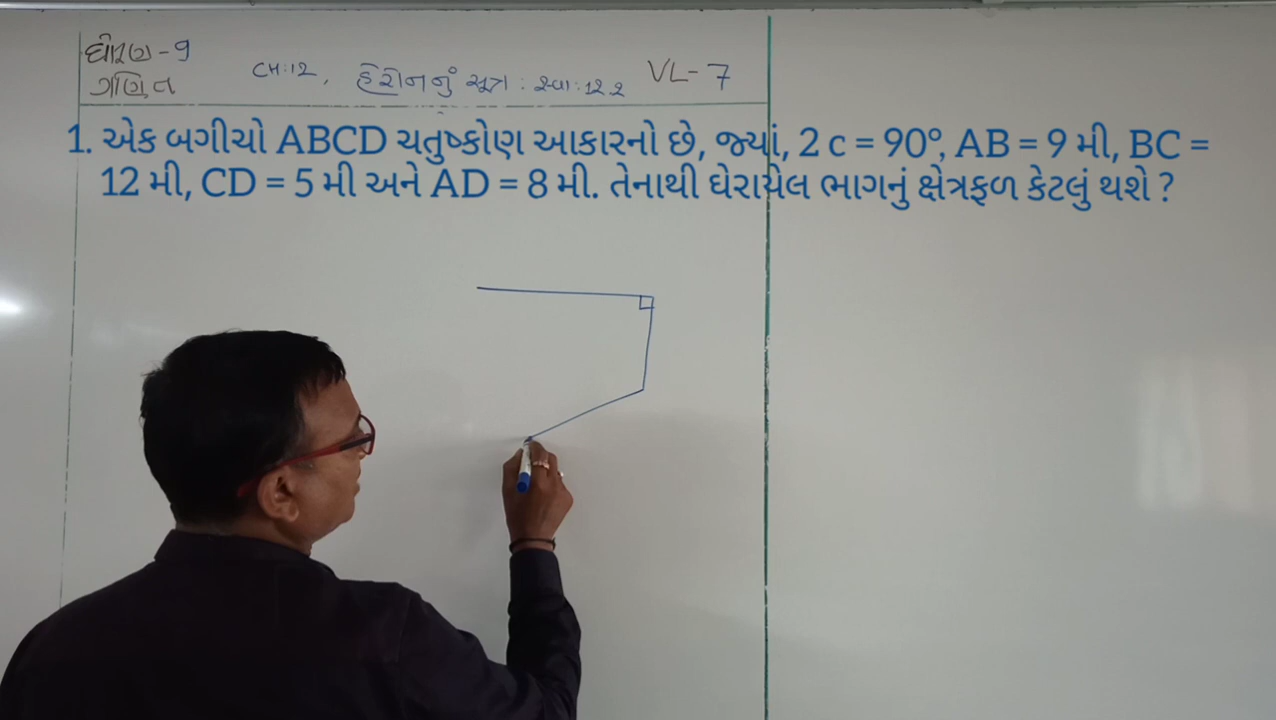 ધોરણ - 9
ગણિત
CH:12, હેરોનનું સૂત્ર : સ્વા : 12.2 VL- 7
1. એક બગીચો ABCD ચતુષ્કોણ આકારનો છે, જ્યાં, 2 c = 90°, AB = 9 મી, BC =
12 મી, CD = 5 મી અને AD = 8 મી. તેનાથી ઘેરાયેલ ભાગનું ક્ષેત્રફળ કેટલું થશે ?